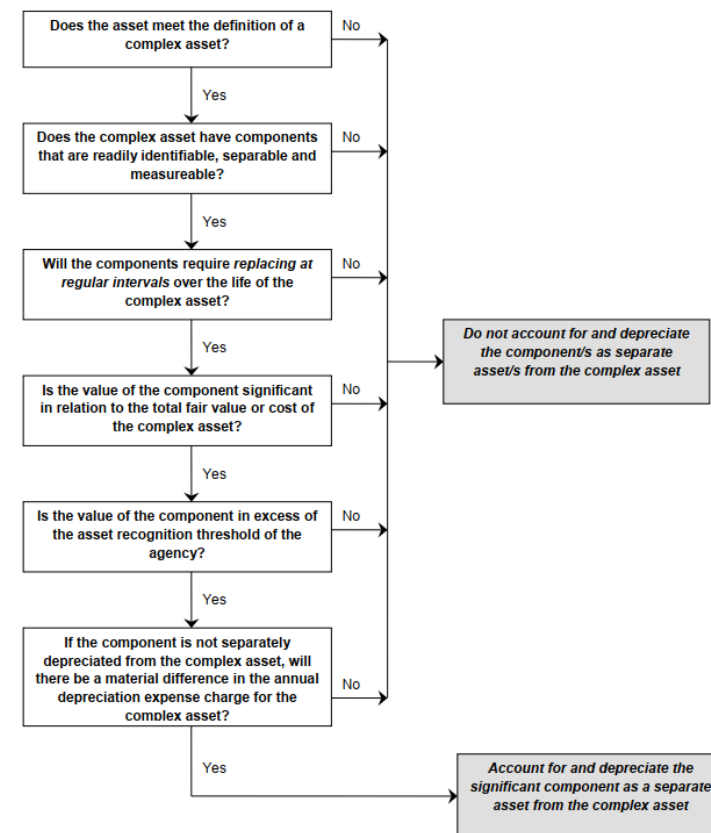 Does the asset meet the definition of a
complex asset?
No
Yes
Does the complex asset have components
that are readily identifiable, separable and
measureable?
No
Yes
Will the components require replacing at
regular intervals over the life of the
complex asset?
No
Yes
Do not account for and depreciate
the component/s as separate
asset/s from the complex asset
Is the value of the component significant
in relation to the total fair value or cost of
the complex asset?
No
Yes
Is the value of the component in excess of
the asset recognition threshold of the
agency?
No
Yes
If the component is not separately
depreciated from the complex asset, will
there be a material difference in the annual
depreciation expense charge for the
complex asset?
No
Yes
Account for and depreciate the
significant component as a separate
asset from the complex asset